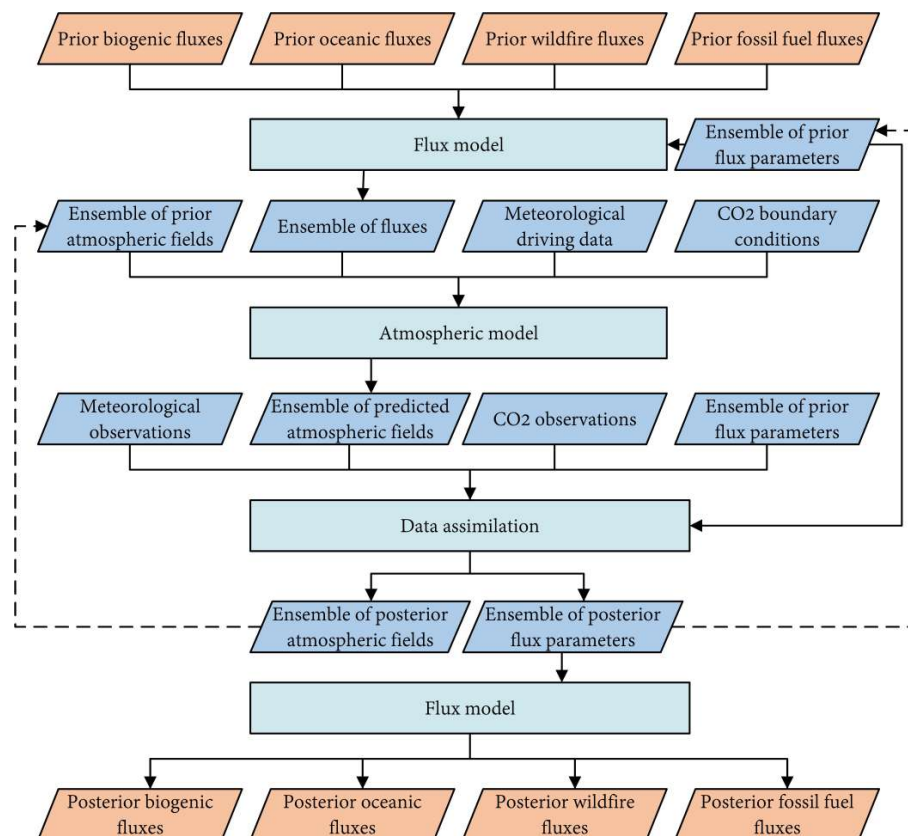 Prior biogenic fluxes
Prior oceanic fluxes
Prior wildfire fluxes
Prior fossil fuel fluxes
Flux model
Ensemble of prior
flux parameters
Ensemble of prior
atmospheric fields
Ensemble of fluxes
Meteorological
driving data
CO2 boundary
conditions
Atmospheric model
Meteorological
observations
Ensemble of predicted
atmospheric fields
CO2 observations
Ensemble of prior
flux parameters
Data assimilation
Ensemble of posterior
atmospheric fields
Ensemble of posterior
flux parameters
Flux model
Posterior biogenic
fluxes
Posterior oceanic
fluxes
Posterior wildfire
fluxes
Posterior fossil fuel
fluxes